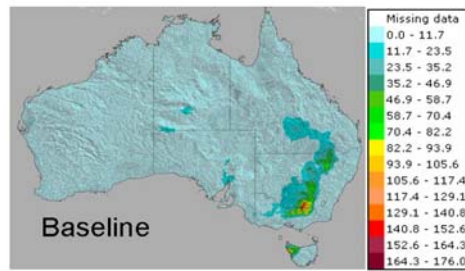 Missing data
0.0 - 11.7
11.7 - 23.5
23.5 - 35.2
35.2 - 46.9
46.9 - 58.7
58.7 - 70.4
70.4 - 82.2
82.2 - 93.9
93.9 - 105.6
105.6 - 117.4
117.4 - 129.1
129.1 - 140.8
140.8 - 152.6
152.6 - 164.3
164.3 - 176.0
Baseline